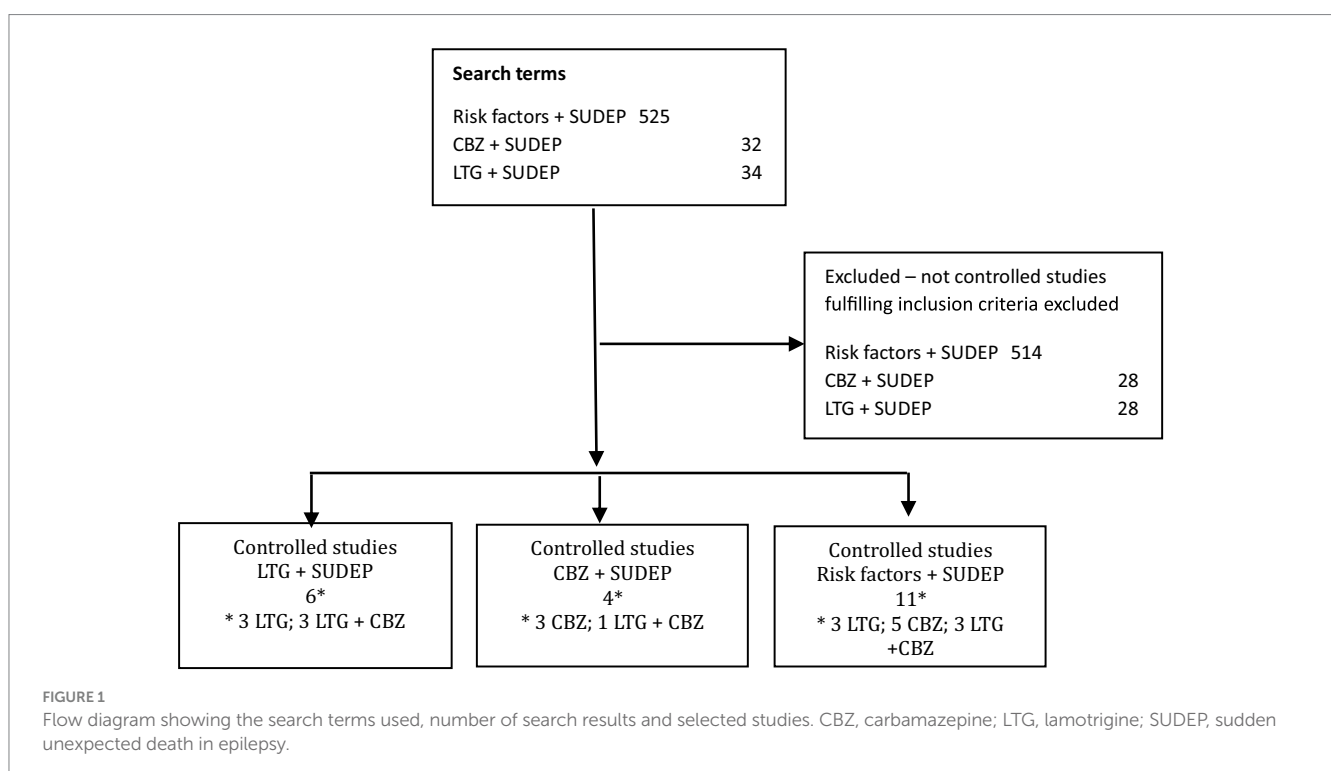 Search terms
Risk factors + SUDEP 525
CBZ + SUDEP 32
LTG + SUDEP 34
Excluded – not controlled studies
fulfilling inclusion criteria excluded
Risk factors + SUDEP 514
CBZ + SUDEP 28
LTG + SUDEP 28
Controlled studies
LTG + SUDEP
6*
* 3 LTG; 3 LTG + CBZ
Controlled studies
CBZ + SUDEP
4*
* 3 CBZ; 1 LTG + CBZ
Controlled studies
Risk factors + SUDEP
11*
* 3 LTG; 5 CBZ; 3 LTG
+CBZ
FIGURE 1
Flow diagram showing the search terms used, number of search results and selected studies. CBZ, carbamazepine; LTG, lamotrigine; SUDEP, sudden
unexpected death in epilepsy.